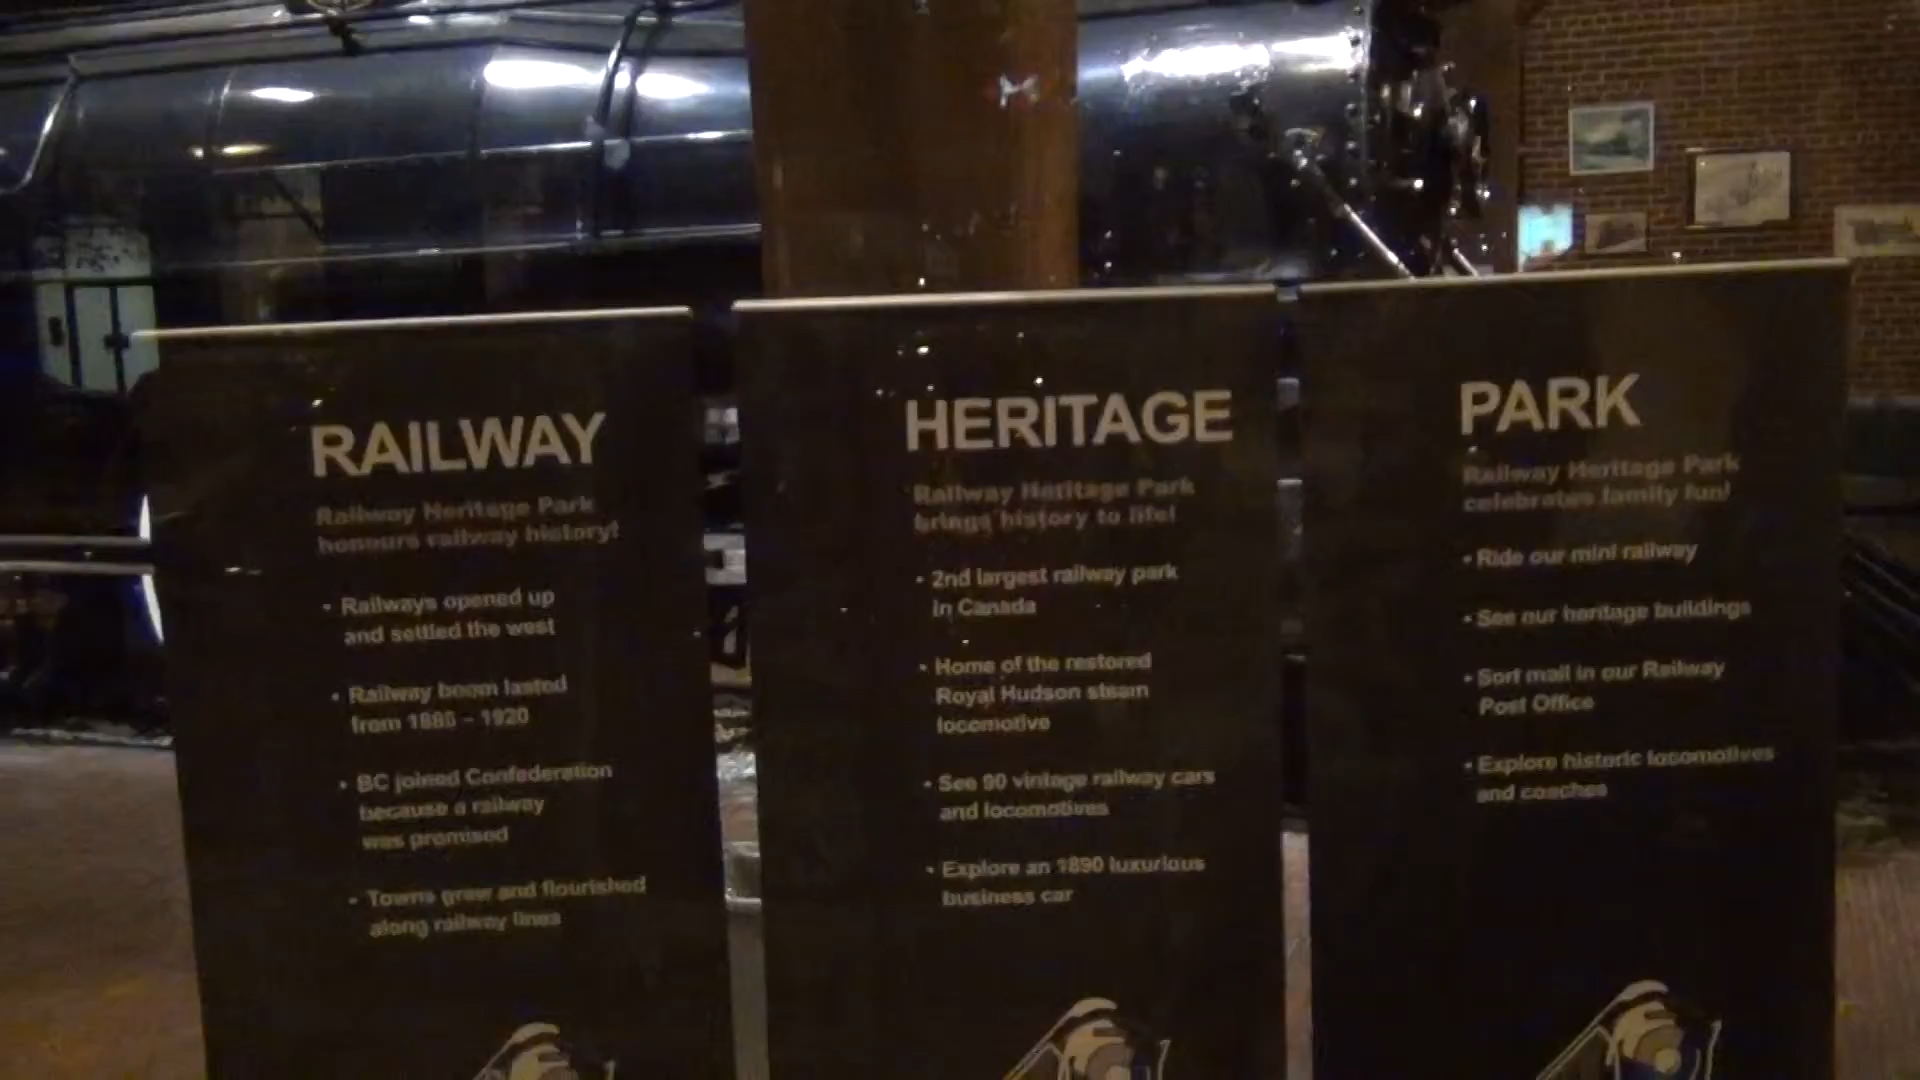 RAILWAY
Railway Heritage Park
honours railway history!
• Railways opened up
and settled the west
• Railway boom lasted
from 1885 – 1920
• BC joined Confederation
because a railway
was promised
• Towns grew and flourished
along railway lines
HERITAGE
Railway Heritage Park
brings history to life!
• 2nd largest railway park
in Canada
• Home of the restored
Royal Hudson steam
locomotive
• See 90 vintage railway cars
and locomotives
• Explore an 1890 luxurious
business car
PARK
Railway Heritage Park
celebrates family fun!
• Ride our mini railway
• See our heritage buildings
• Sort mail in our Railway
Post Office
• Explore historic locomotives
and coaches